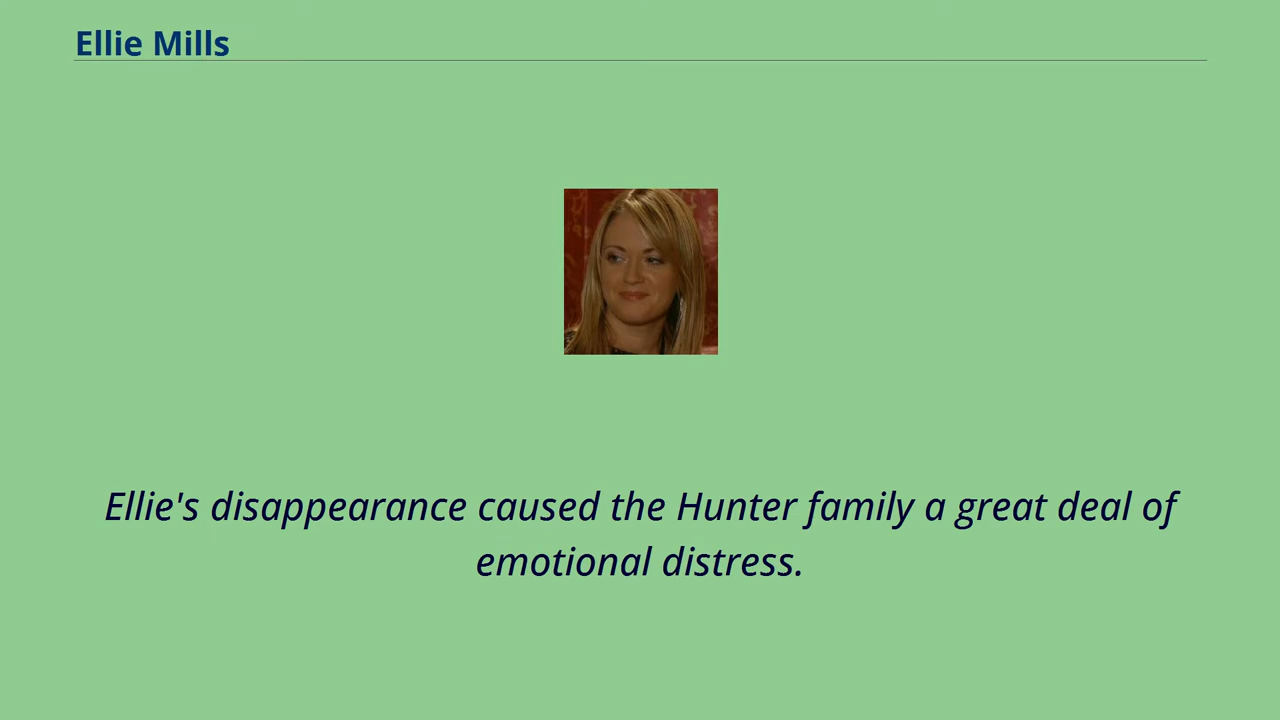 Ellie Mills
Ellie's disappearance caused the Hunter family a great deal of
emotional distress.